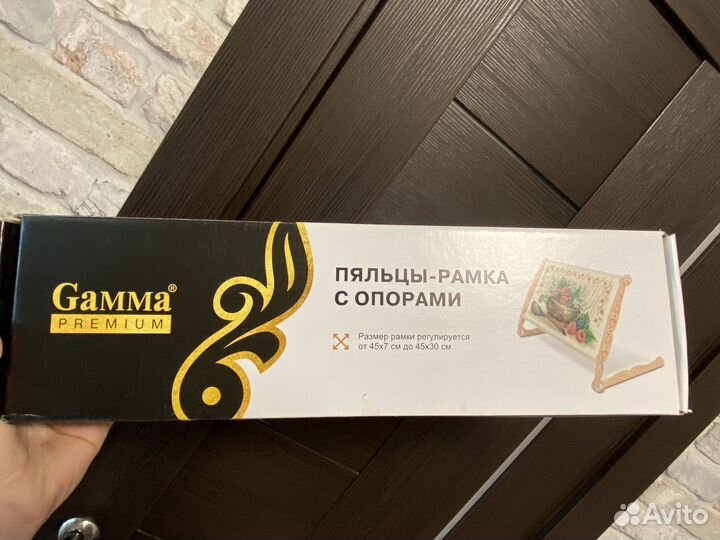 Gamma®
PREMIUM
ПЯЛЬЦЫ-РАМКА
С ОПОРАМИ
Размер рамки регулируется
от 45х7 см до 45х30 см
Avito